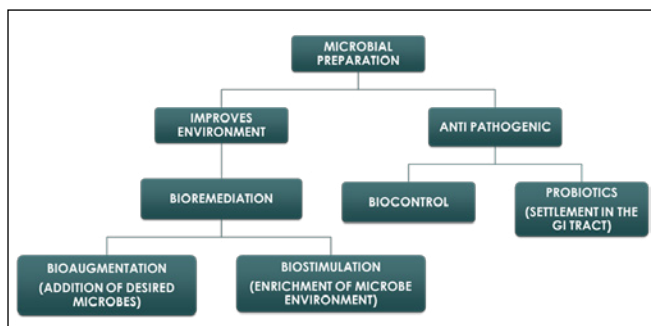 MICROBIAL
PREPARATION
IMPROVES
ENVIRONMENT
ANTI PATHOGENIC
BIOREMEDIATION
BIOCONTROL
PROBIOTICS
(SETTLEMENT IN THE
GI TRACT)
BIOAUGMENTATION
(ADDITION OF DESIRED
MICROBES)
BIOSTIMULATION
(ENRICHMENT OF MICROBE
ENVIRONMENT)